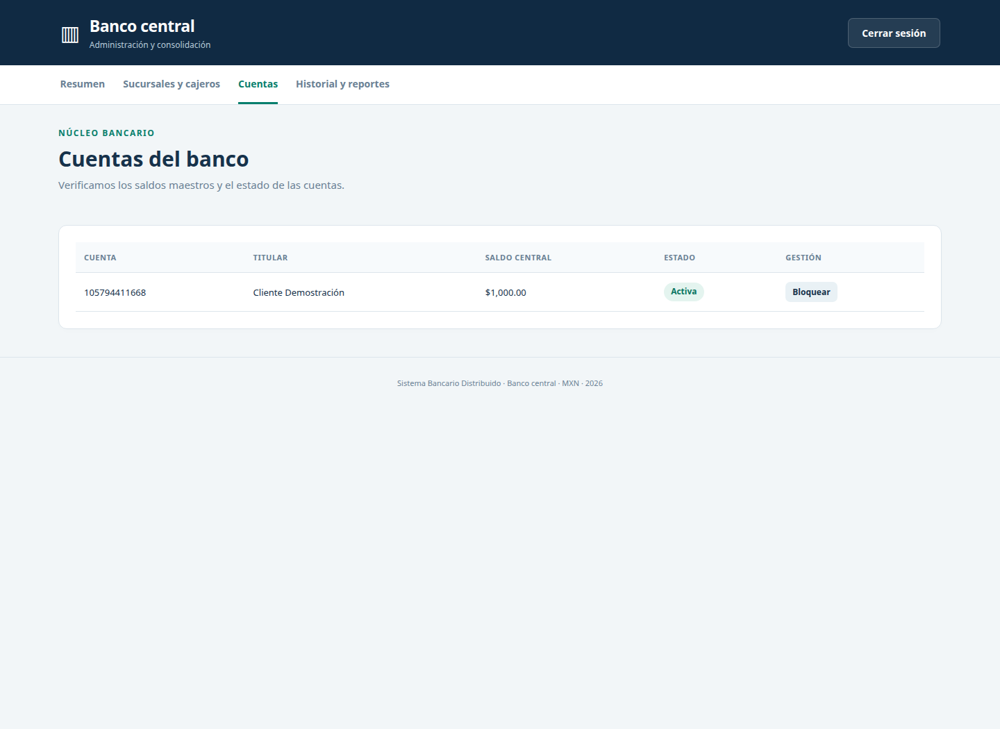 Banco central
Administración y consolidación
Cerrar sesión
Resumen Sucursales y cajeros Cuentas Historial y reportes
NÚCLEO BANCARIO
Cuentas del banco
Verificamos los saldos maestros y el estado de las cuentas.
CUENTA TITULAR SALDO CENTRAL ESTADO GESTIÓN
105794411668 Cliente Demostración $1,000.00 Activa Bloquear
Sistema Bancario Distribuido · Banco central · MXN · 2026